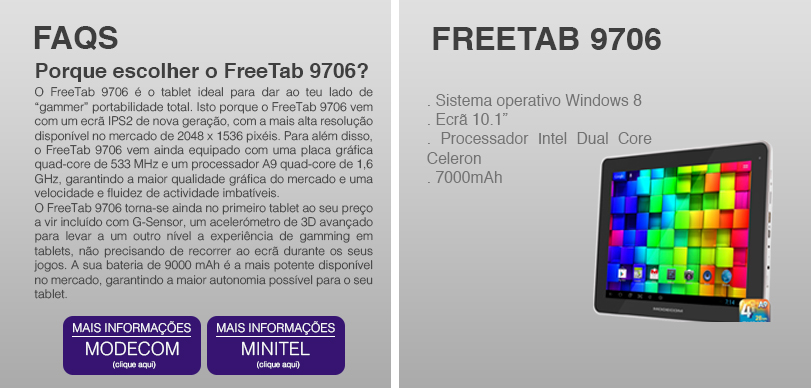 FAQS
Porque escolher o FreeTab 9706?
O FreeTab 9706 é o tablet ideal para dar ao teu lado de
“gammer” portabilidade total. Isto porque o FreeTab 9706 vem
com um ecrã IPS2 de nova geração, com a mais alta resolução
disponível no mercado de 2048 x 1536 pixéis. Para além disso,
o FreeTab 9706 vem ainda equipado com uma placa gráfica
quad-core de 533 MHz e um processador A9 quad-core de 1,6
GHz, garantindo a maior qualidade gráfica do mercado e uma
velocidade e fluidez de actividade imbatíveis.
O FreeTab 9706 torna-se ainda no primeiro tablet ao seu preço
a vir incluído com G-Sensor, um acelerómetro de 3D avançado
para levar a um outro nível a experiência de gamming em
tablets, não precisando de recorrer ao ecrã durante os seus
jogos. A sua bateria de 9000 mAh é a mais potente disponivel
no mercado, garantindo a maior autonomia possível para o seu
tablet.
MAIS INFORMAÇÕES
MODECOM
(clique aqui)
MAIS INFORMAÇÕES
MINITEL
(clique aqui)
FREETAB 9706
. Sistema operativo Windows 8
. Ecrã 10.1”
. Processador Intel Dual Core
Celeron
. 7000mAh
7:14
MODECOM
4
A9